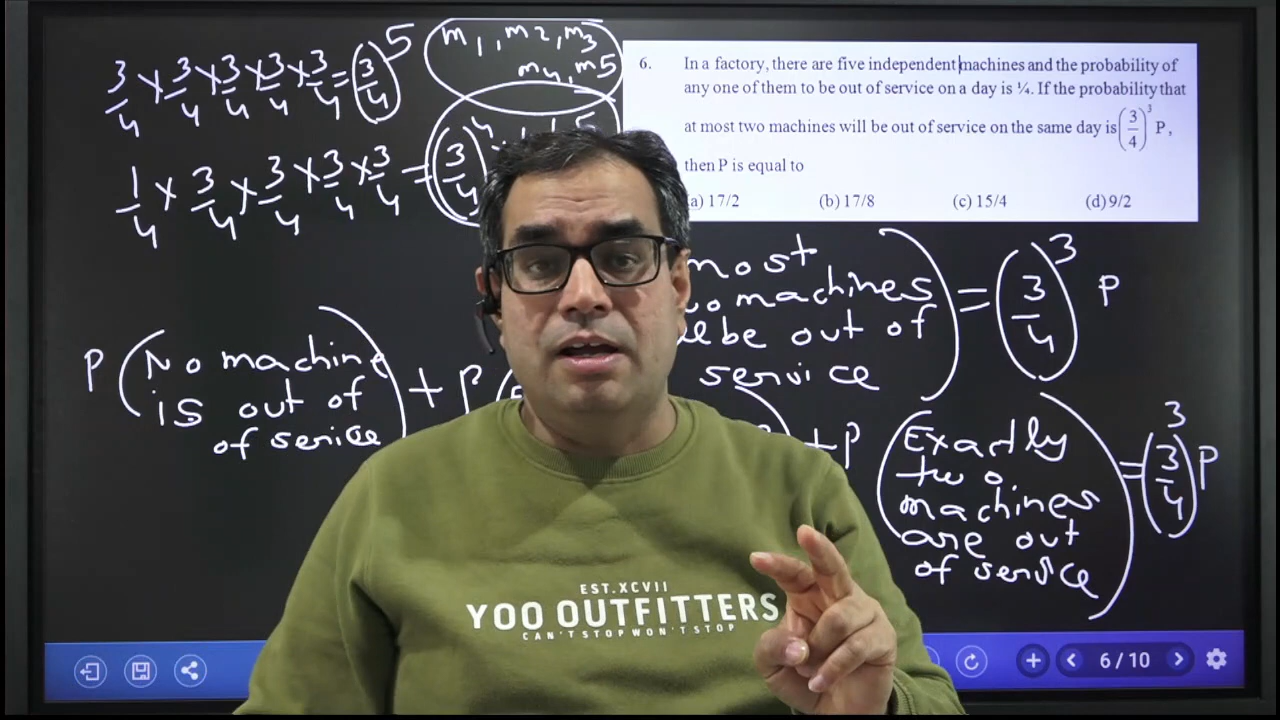 3/4 × 3/4 × 3/4 × 3/4 × 3/4 = (3/4)^5
m1, m2, m3
m4, m5
1/4 × 3/4 × 3/4 × 3/4 × 3/4 = (3/4)^4
6. In a factory, there are five independent machines and the probability of
any one of them to be out of service on a day is ¼. If the probability that
at most two machines will be out of service on the same day is (3/4)^3 P,
then P is equal to
(a) 17/2 (b) 17/8 (c) 15/4 (d) 9/2
most
machines
be out of
service
) = (3/4)^3 P
P (No machine
is out of
of serice) + P (
) + P (Exactly
two
machines
are out
of service) = (3/4)^3 P
EST.XCVII
YOO OUTFITTERS
CAN'T STOP WON'T STOP
6 / 10